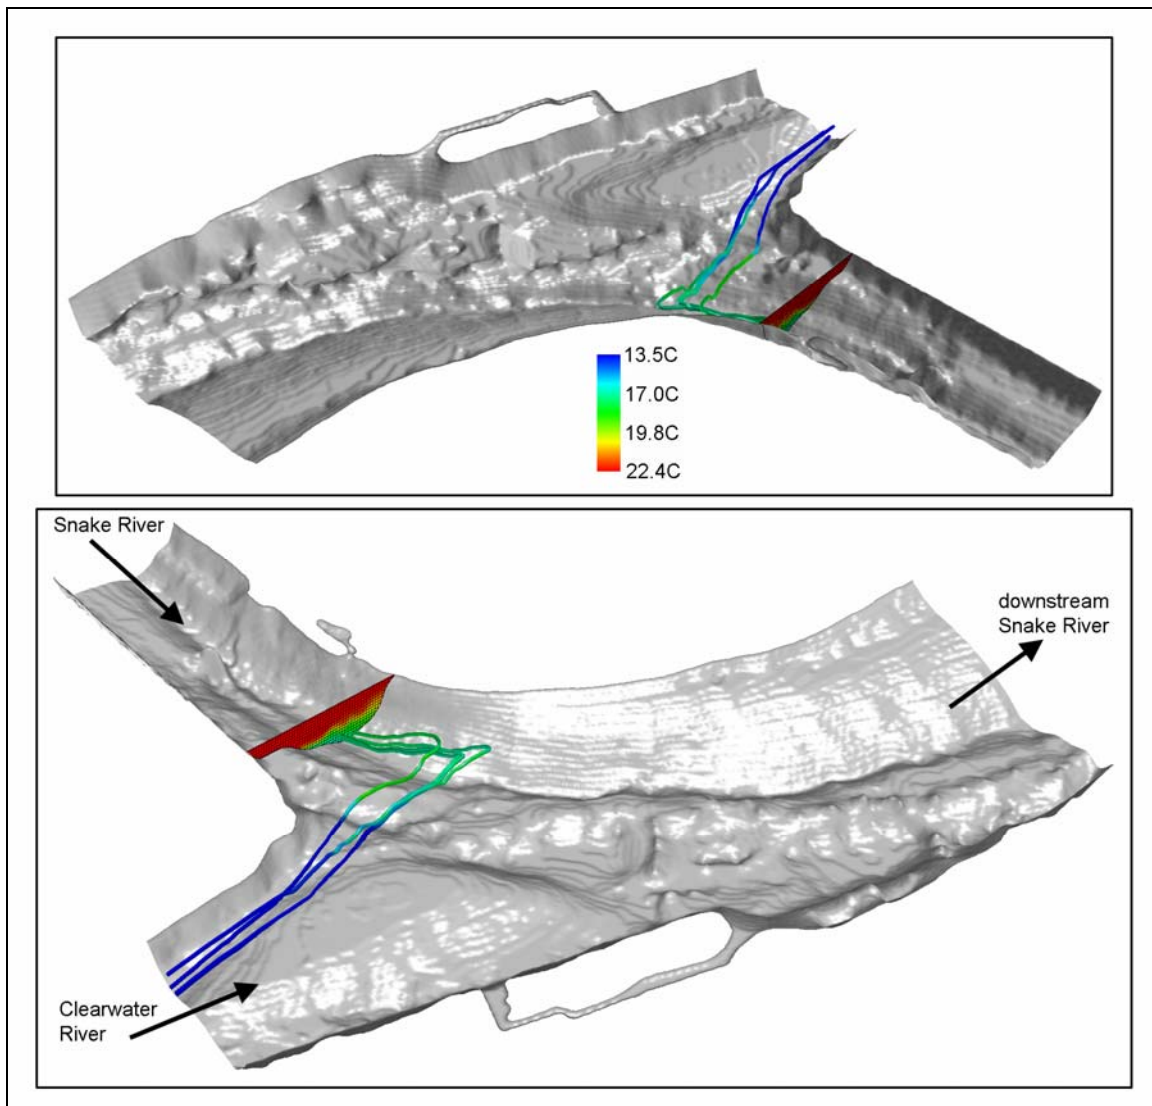 13.5C
17.0C
19.8C
22.4C
Snake River
downstream
Snake River
Clearwater
River